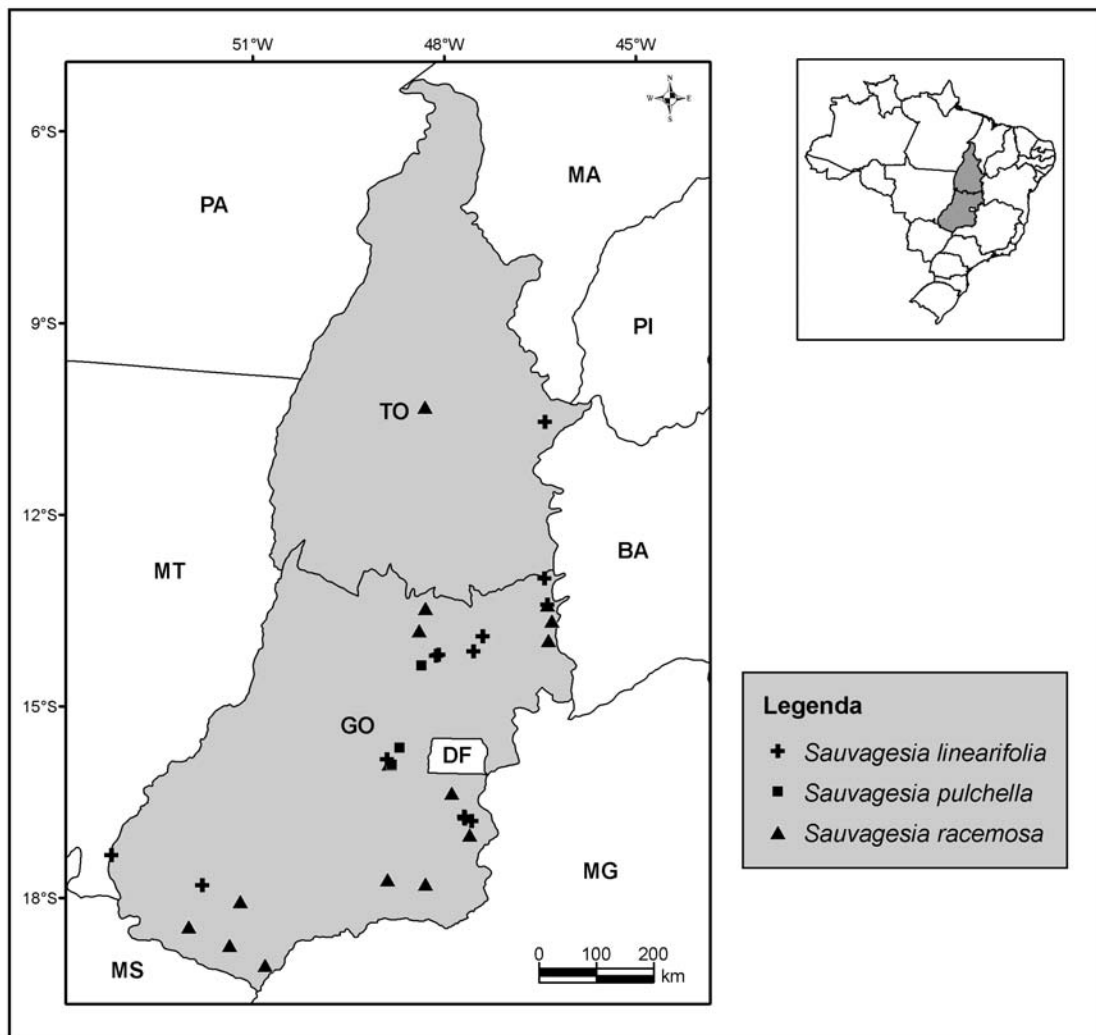 51°W 48°W 45°W
N
W E
S
6°S
9°S
12°S
15°S
18°S
PA
MA
PI
TO
BA
MT
GO
DF
MG
MS
0 100 200
km
Legenda
Sauvagesia linearifolia
Sauvagesia pulchella
Sauvagesia racemosa